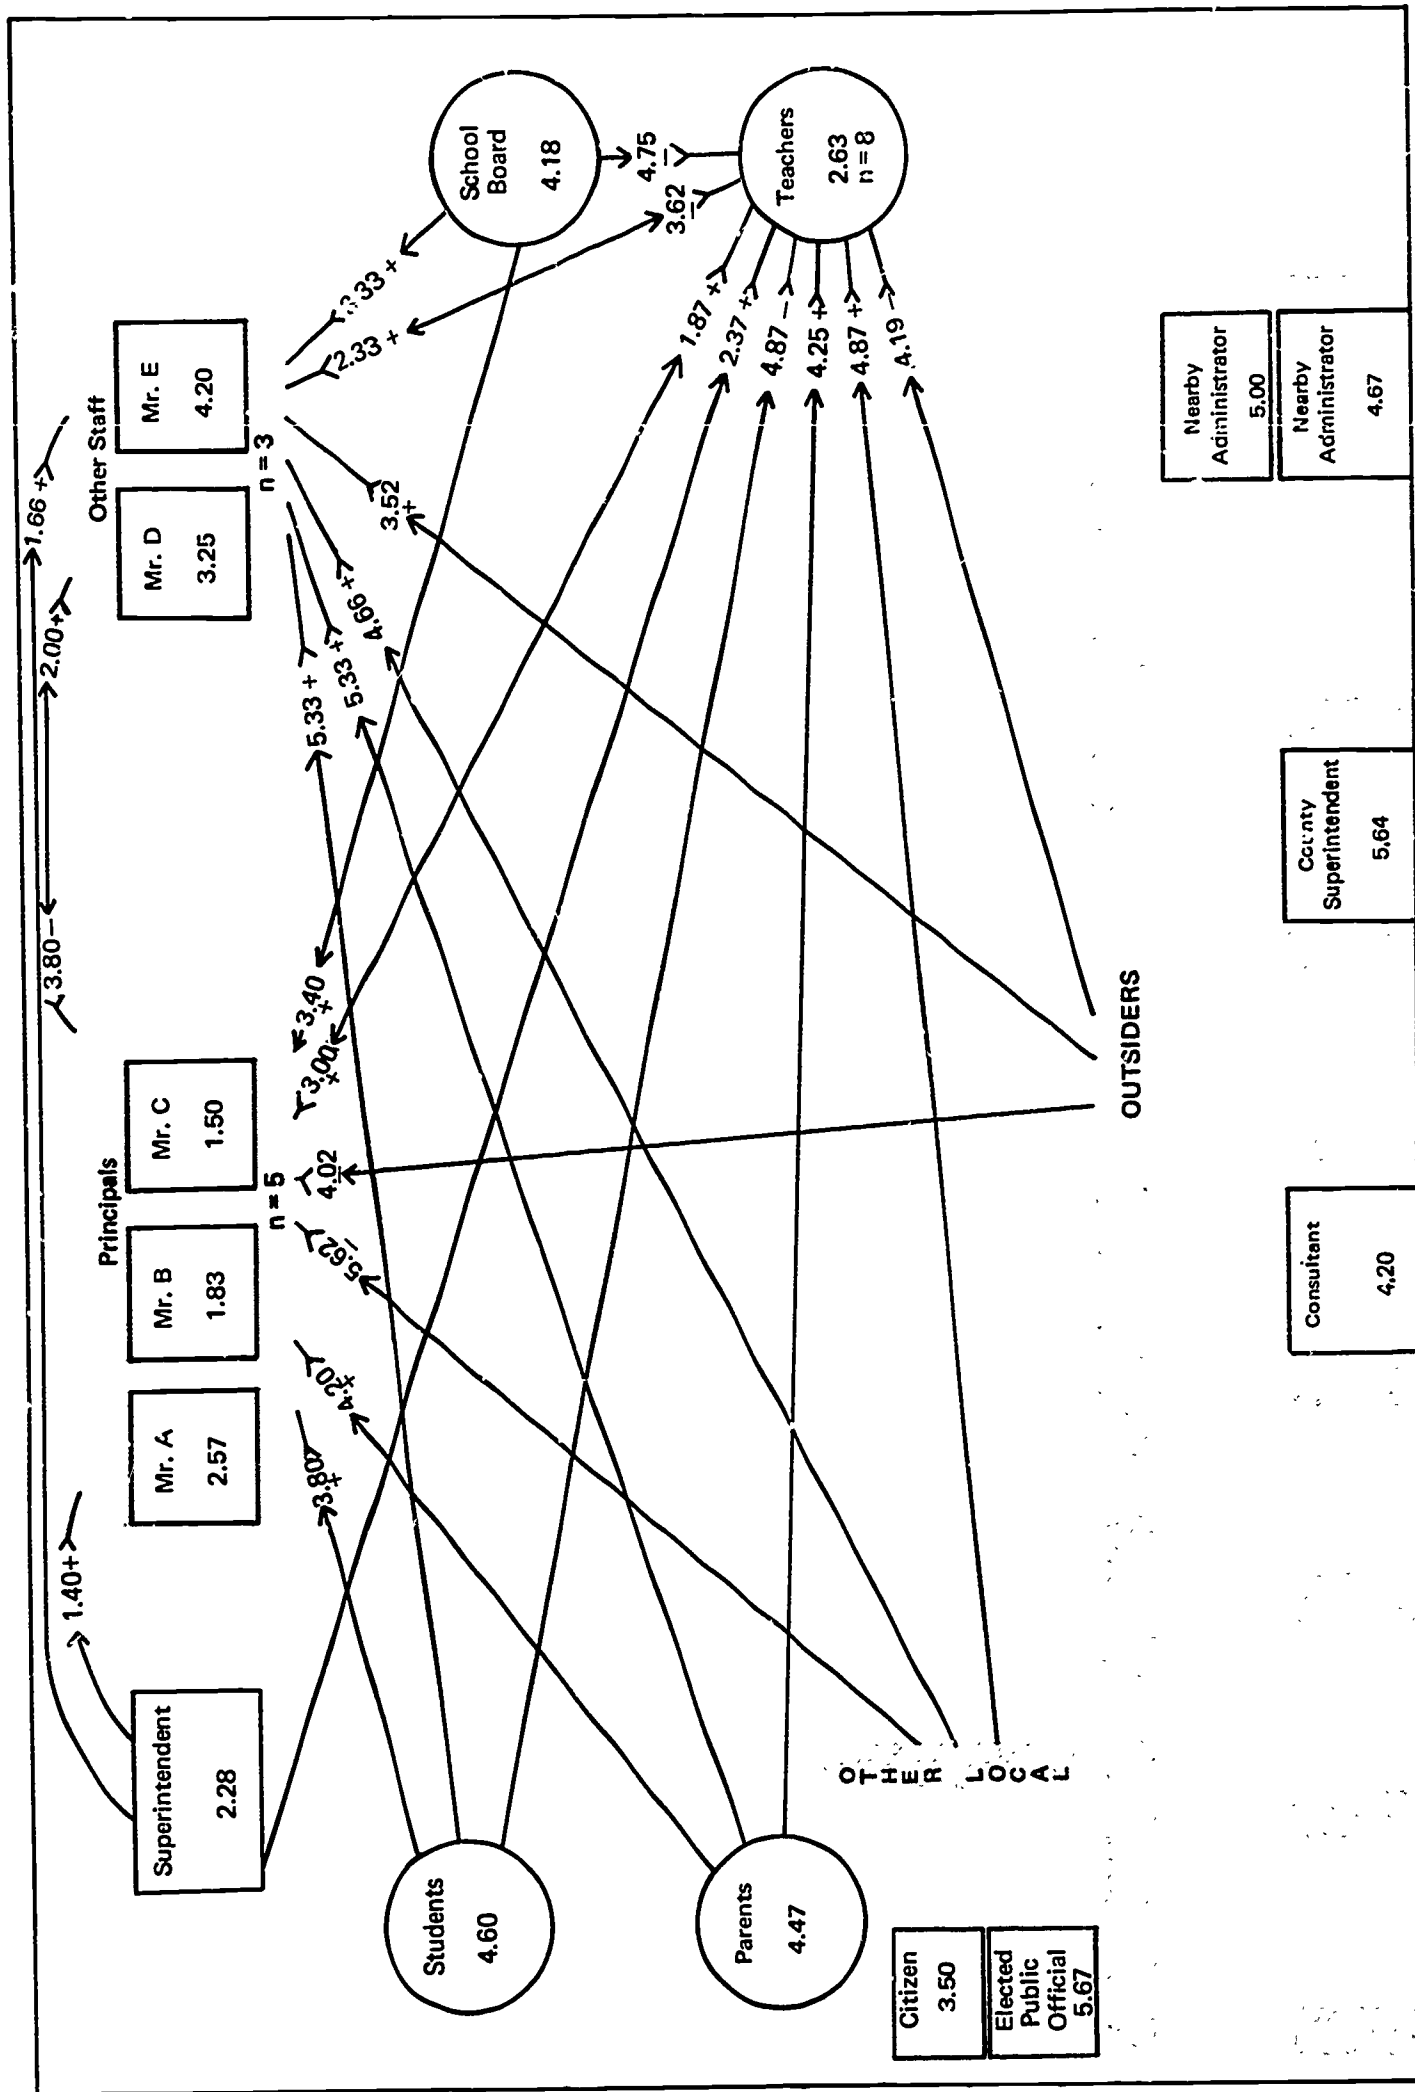 1.66 +
2.00+
3.80 –
1.40+
Other Staff
Mr. E
4.20
Mr. D
3.25
n = 3
Principals
Mr. C
1.50
Mr. B
1.83
Mr. A
2.57
n = 5
Superintendent
2.28
School
Board
4.18
Teachers
2.63
n = 8
4.75
–
3.62
–
.33 +
2.33 +
3.52
+
4.66 +
5.33 +
5.33 +
1.87 +
2.37 +
4.87 –
4.25 +
4.87 +
4.19 –
3.40
+
3.00
+
4.02
–
5.62
–
4.20
+
3.80
+
Students
4.60
Parents
4.47
OTHER LOCAL
Citizen
3.50
Elected
Public
Official
5.67
OUTSIDERS
Nearby
Administrator
5.00
Nearby
Administrator
4.67
County
Superintendent
5.64
Consultant
4.20